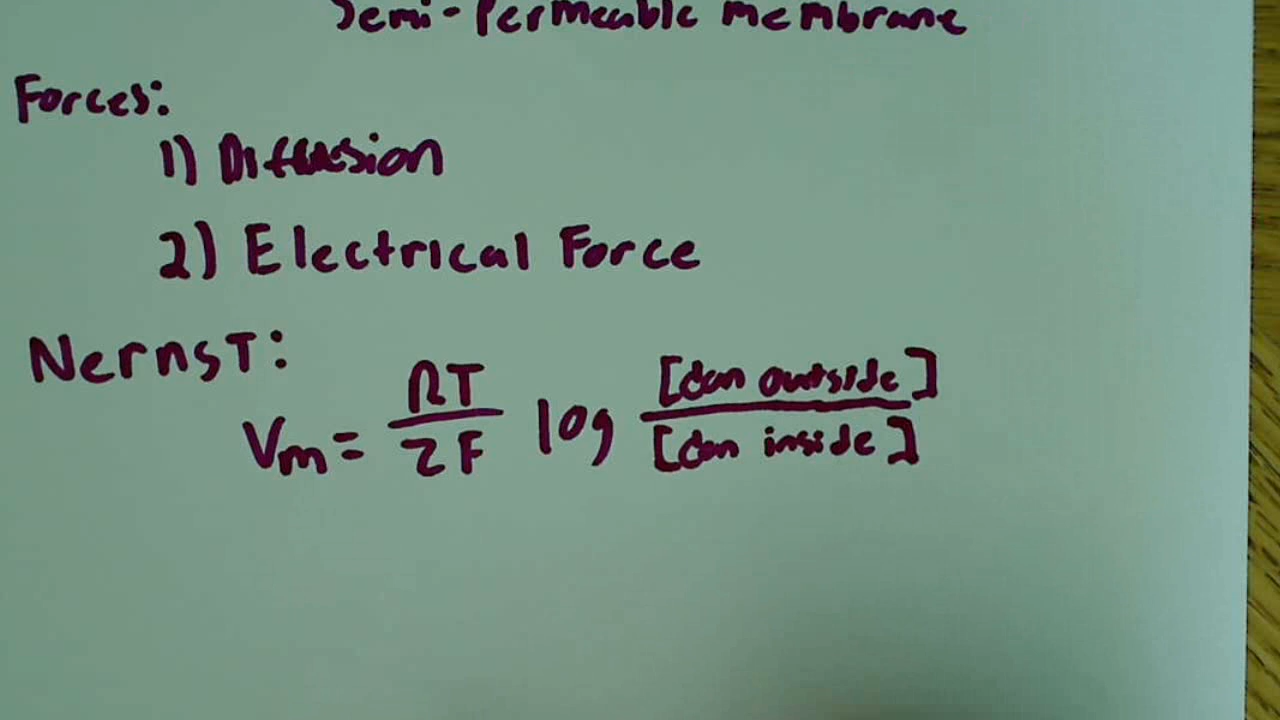 Semi-Permeable membrane
Forces:
1) Diffusion
2) Electrical Force
Nernst:
Vm = RT/ZF log [ion outside]/[ion inside]